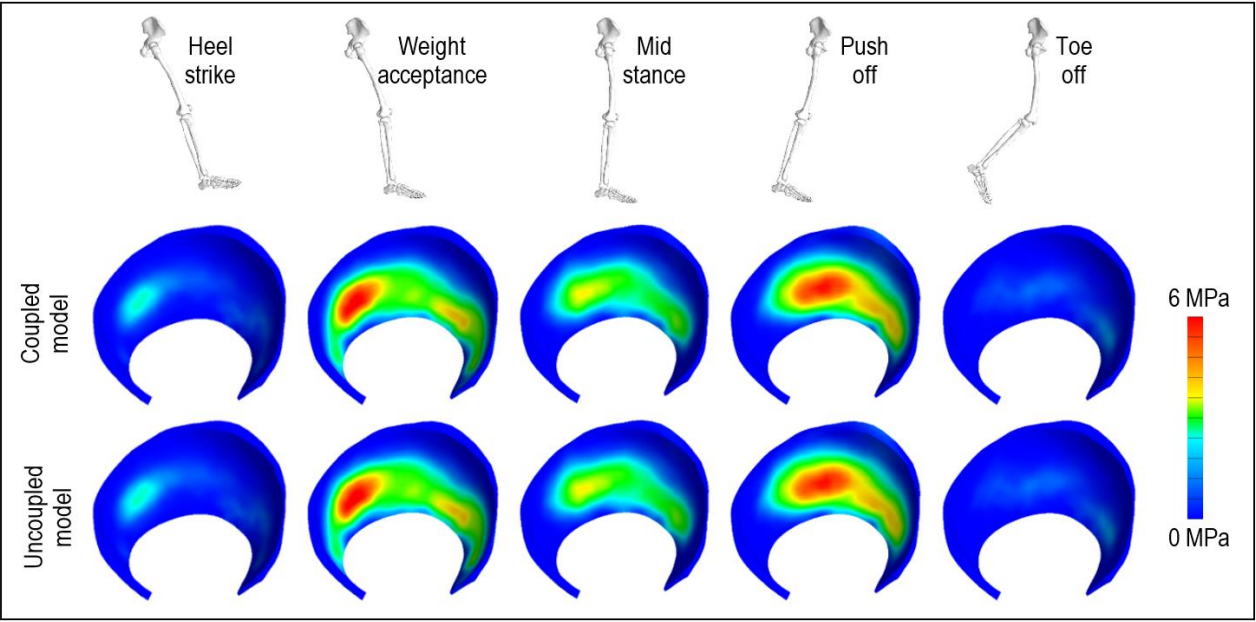 Heel
strike
Weight
acceptance
Mid
stance
Push
off
Toe
off
Coupled
model
6 MPa
Uncoupled
model
0 MPa